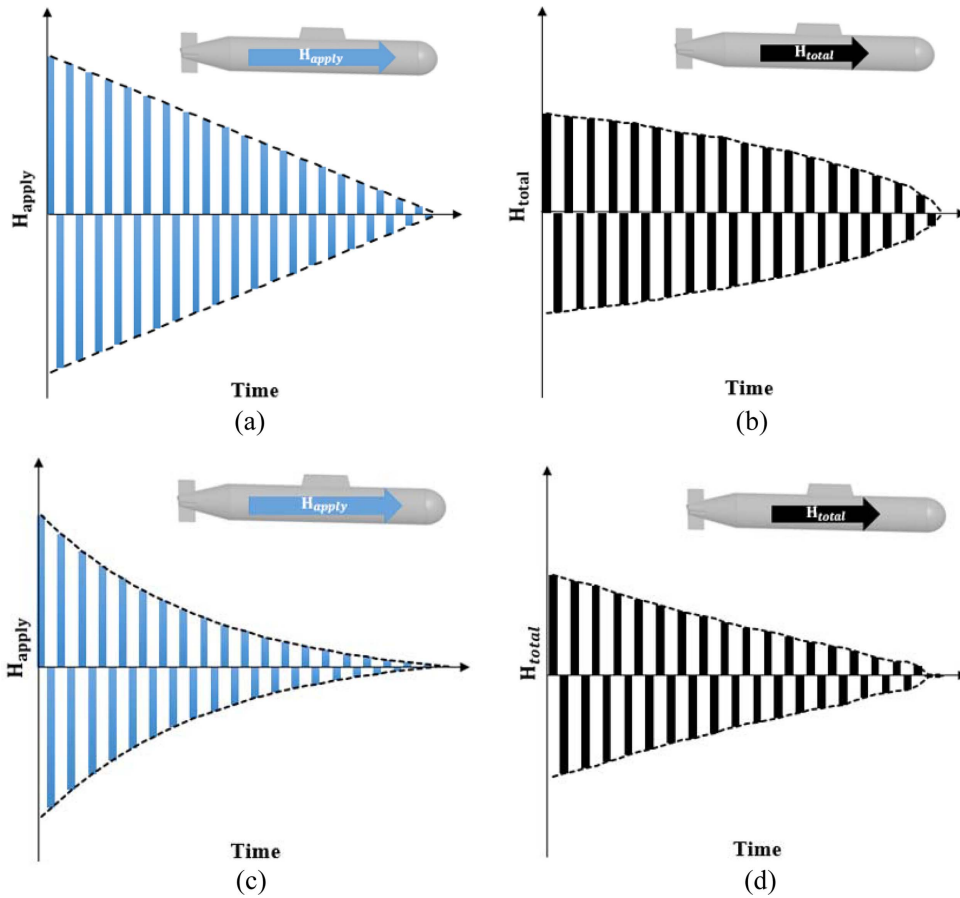 H_apply
H_apply
Time
(a)
H_total
H_total
Time
(b)
H_apply
H_apply
Time
(c)
H_total
H_total
Time
(d)